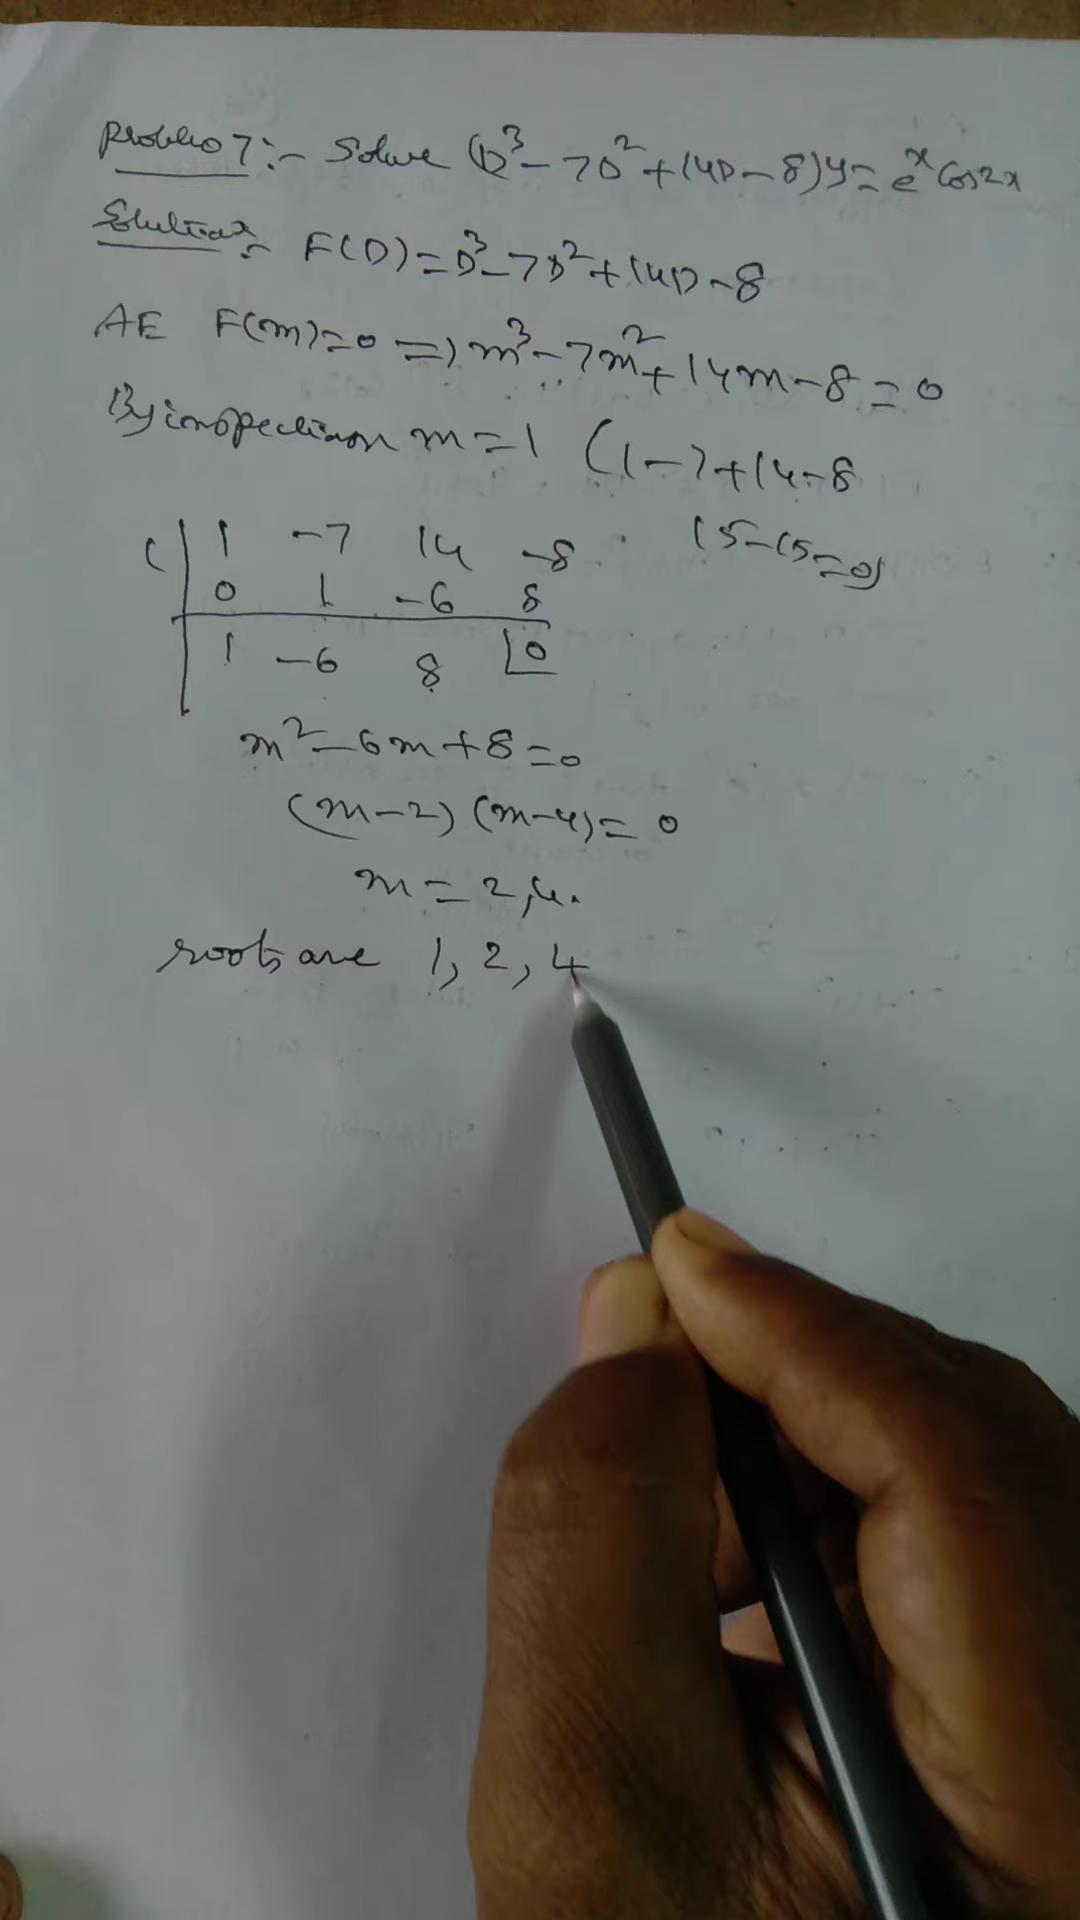 Problem 7:- Solve (D³ - 7D² + 14D - 8)y = eˣ Cos2x
Solution:- F(D) = D³ - 7D² + 14D - 8
AE F(m) = 0 => m³ - 7m² + 14m - 8 = 0
By inspection m = 1 (1 - 7 + 14 - 8
15 - 15 = 0)
1 | 1 -7 14 -8
0 1 -6 8
1 -6 8 |0
m² - 6m + 8 = 0
(m - 2) (m - 4) = 0
m = 2, 4.
roots are 1, 2, 4